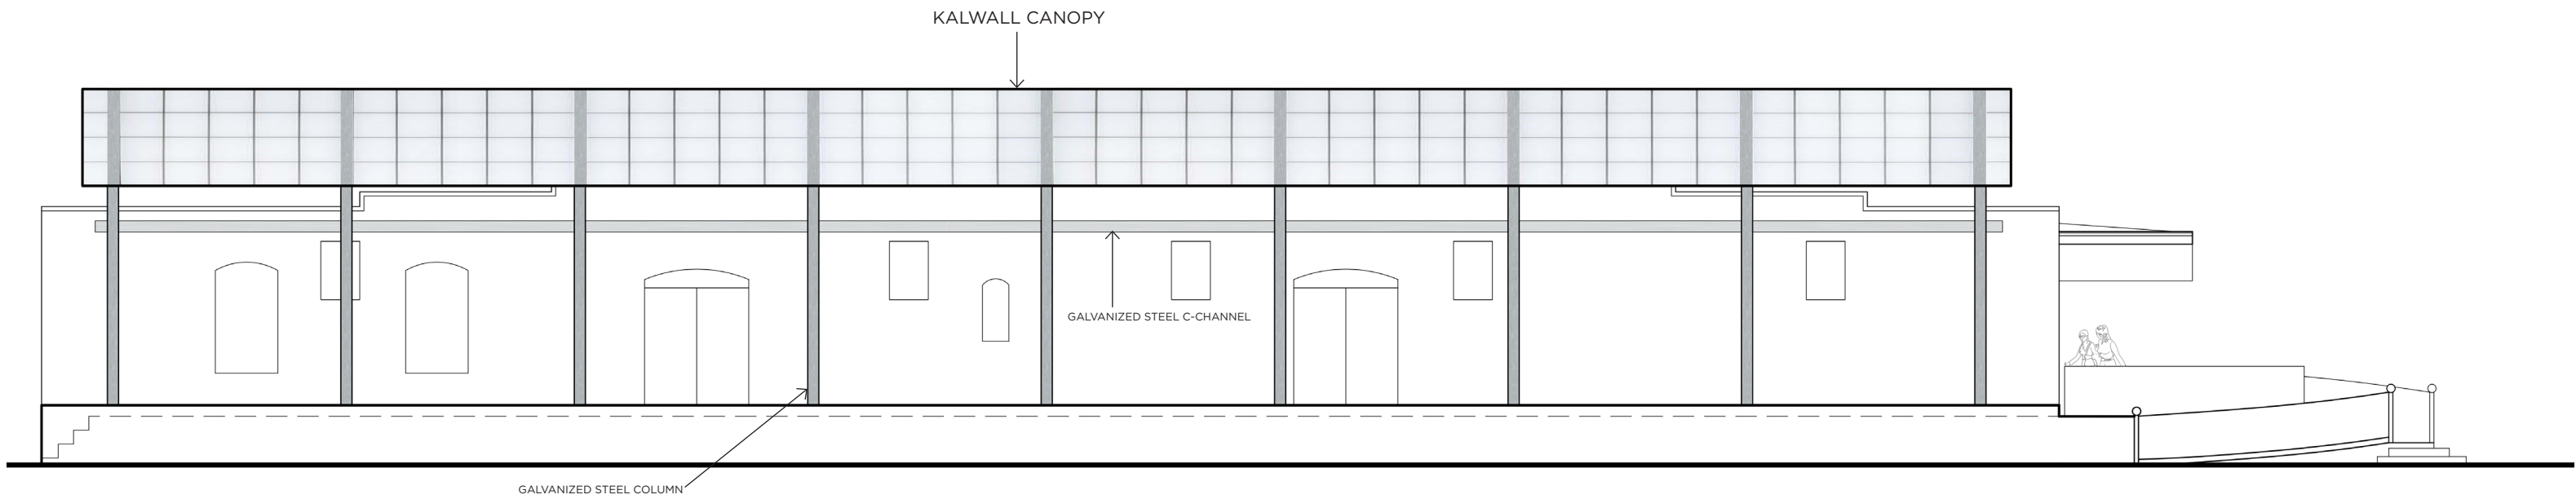 KALWALL CANOPY
GALVANIZED STEEL C-CHANNEL
GALVANIZED STEEL COLUMN